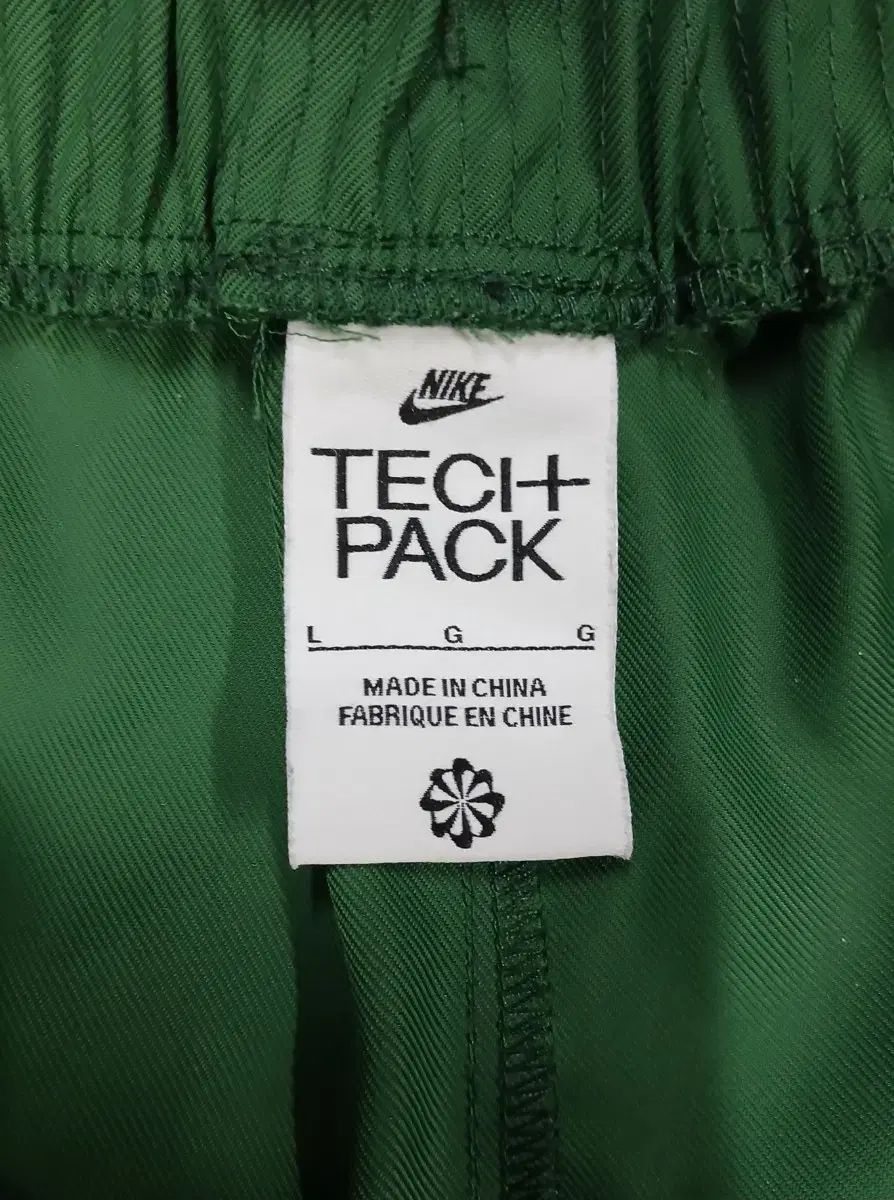 NIKE
TECH
PACK
L G G
MADE IN CHINA
FABRIQUE EN CHINE